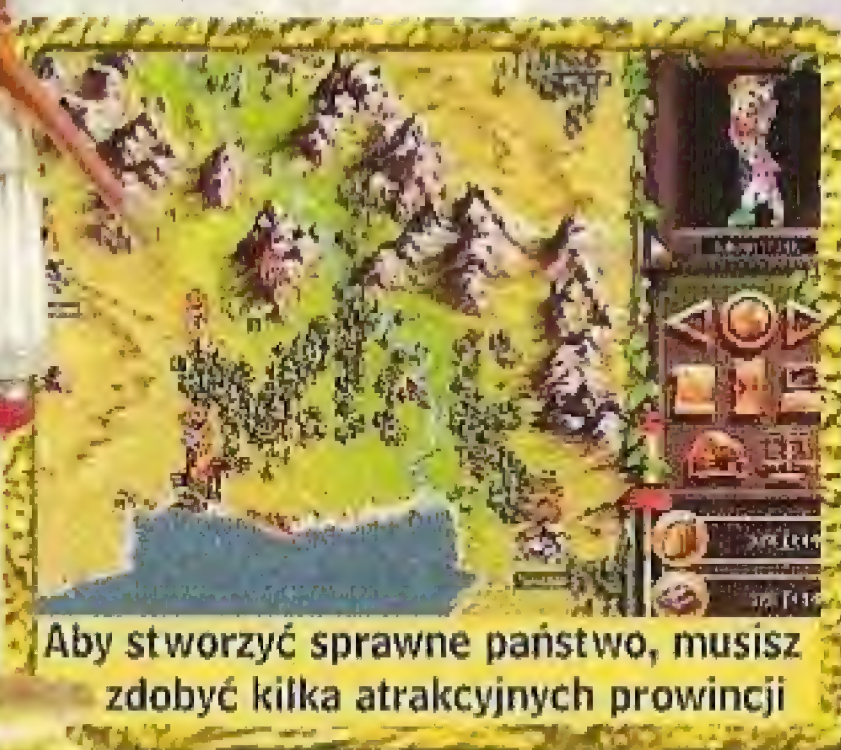 Aby stworzyć sprawne państwo, musisz
zdobyć kilka atrakcyjnych prowincji